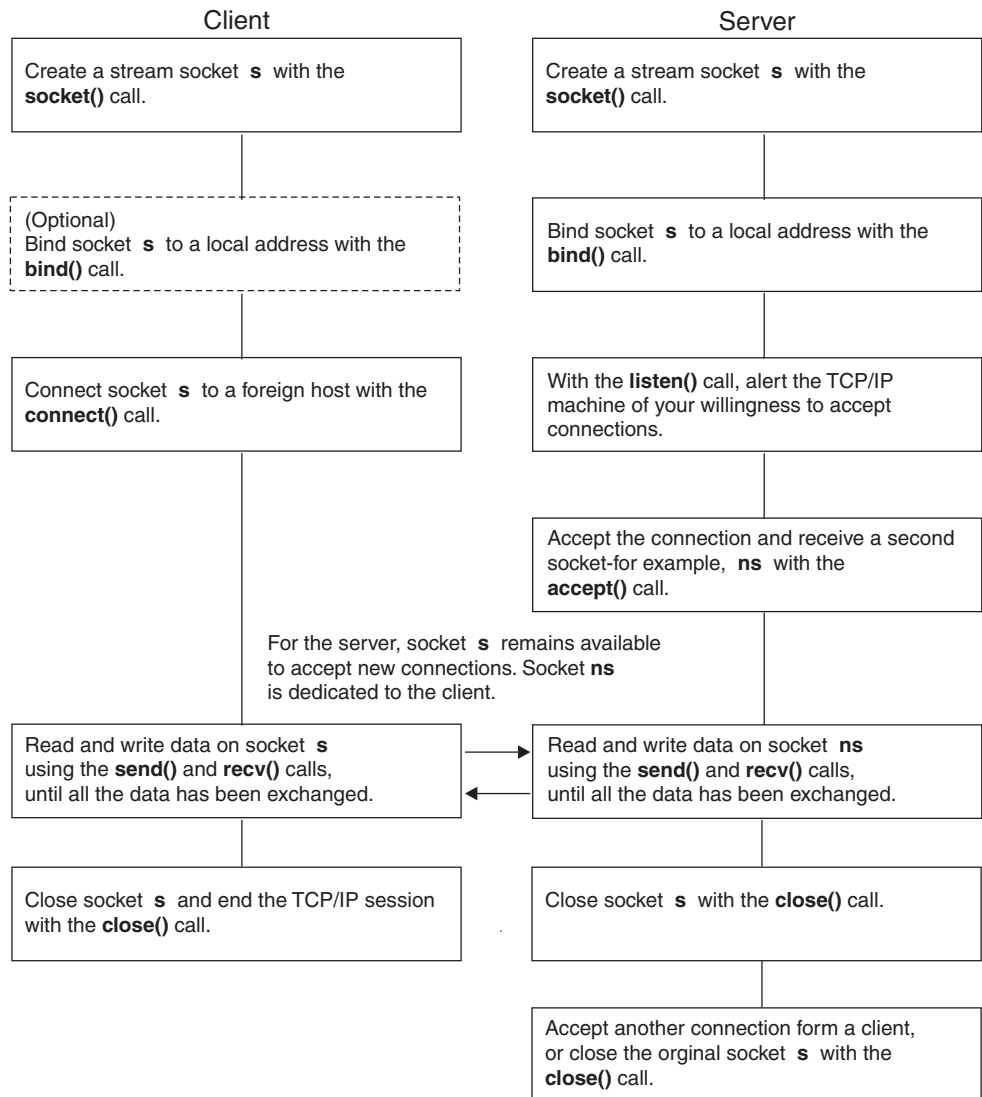 Client
Create a stream socket s with the
socket() call.
(Optional)
Bind socket s to a local address with the
bind() call.
Connect socket s to a foreign host with the
connect() call.
Server
Create a stream socket s with the
socket() call.
Bind socket s to a local address with the
bind() call.
With the listen() call, alert the TCP/IP
machine of your willingness to accept
connections.
Accept the connection and receive a second
socket-for example, ns with the
accept() call.
For the server, socket s remains available
to accept new connections. Socket ns
is dedicated to the client.
Read and write data on socket s
using the send() and recv() calls,
until all the data has been exchanged.
Read and write data on socket ns
using the send() and recv() calls,
until all the data has been exchanged.
Close socket s and end the TCP/IP session
with the close() call.
Close socket s with the close() call.
Accept another connection form a client,
or close the orginal socket s with the
close() call.